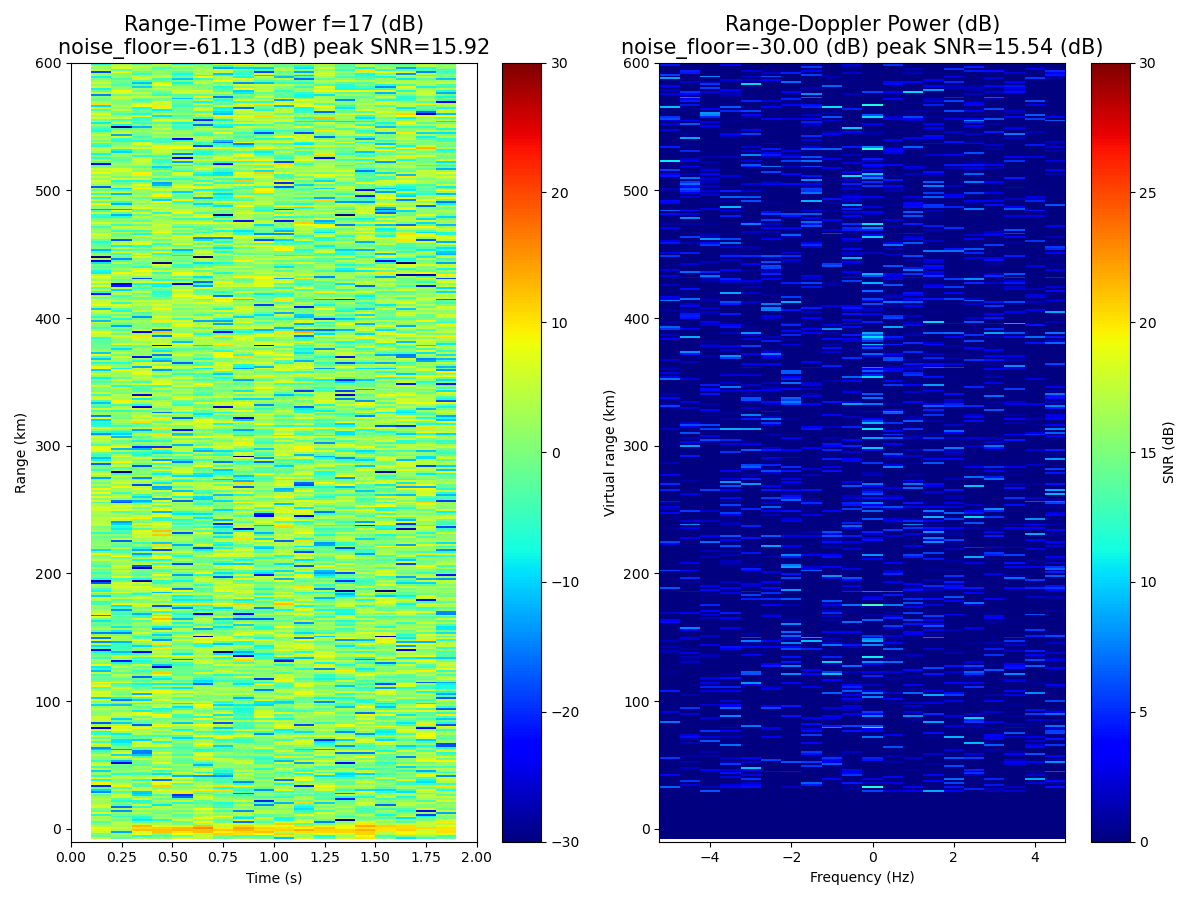 Range-Time Power f=17 (dB)
noise_floor=-61.13 (dB) peak SNR=15.92
Range (km)
600
500
400
300
200
100
0
0.00 0.25 0.50 0.75 1.00 1.25 1.50 1.75 2.00
Time (s)
30
20
10
0
−10
−20
−30
Range-Doppler Power (dB)
noise_floor=-30.00 (dB) peak SNR=15.54 (dB)
Virtual range (km)
600
500
400
300
200
100
0
−4 −2 0 2 4
Frequency (Hz)
30
25
20
15
10
5
0
SNR (dB)